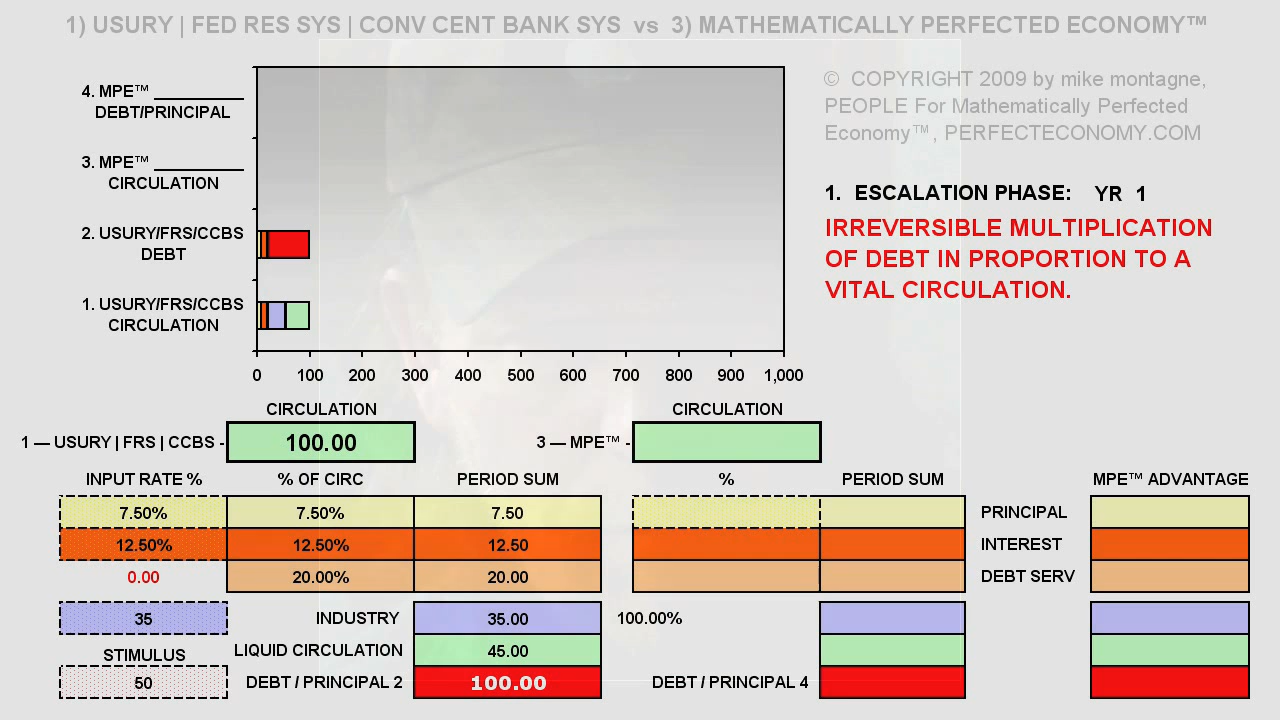 1) USURY | FED RES SYS | CONV CENT BANK SYS vs 3) MATHEMATICALLY PERFECTED ECONOMY™
© COPYRIGHT 2009 by mike montagne,
PEOPLE For Mathematically Perfected
Economy™, PERFECTECONOMY.COM
4. MPE™ __________
DEBT/PRINCIPAL
3. MPE™ __________
CIRCULATION
2. USURY/FRS/CCBS
DEBT
1. USURY/FRS/CCBS
CIRCULATION
0 100 200 300 400 500 600 700 800 900 1,000
1. ESCALATION PHASE: YR 1
IRREVERSIBLE MULTIPLICATION
OF DEBT IN PROPORTION TO A
VITAL CIRCULATION.
CIRCULATION CIRCULATION
1 — USURY | FRS | CCBS - 100.00 3 — MPE™ -
INPUT RATE % % OF CIRC PERIOD SUM % PERIOD SUM MPE™ ADVANTAGE
7.50% 7.50% 7.50 PRINCIPAL
12.50% 12.50% 12.50 INTEREST
0.00 20.00% 20.00 DEBT SERV
35 INDUSTRY 35.00 100.00%
STIMULUS LIQUID CIRCULATION 45.00
50 DEBT / PRINCIPAL 2 100.00 DEBT / PRINCIPAL 4